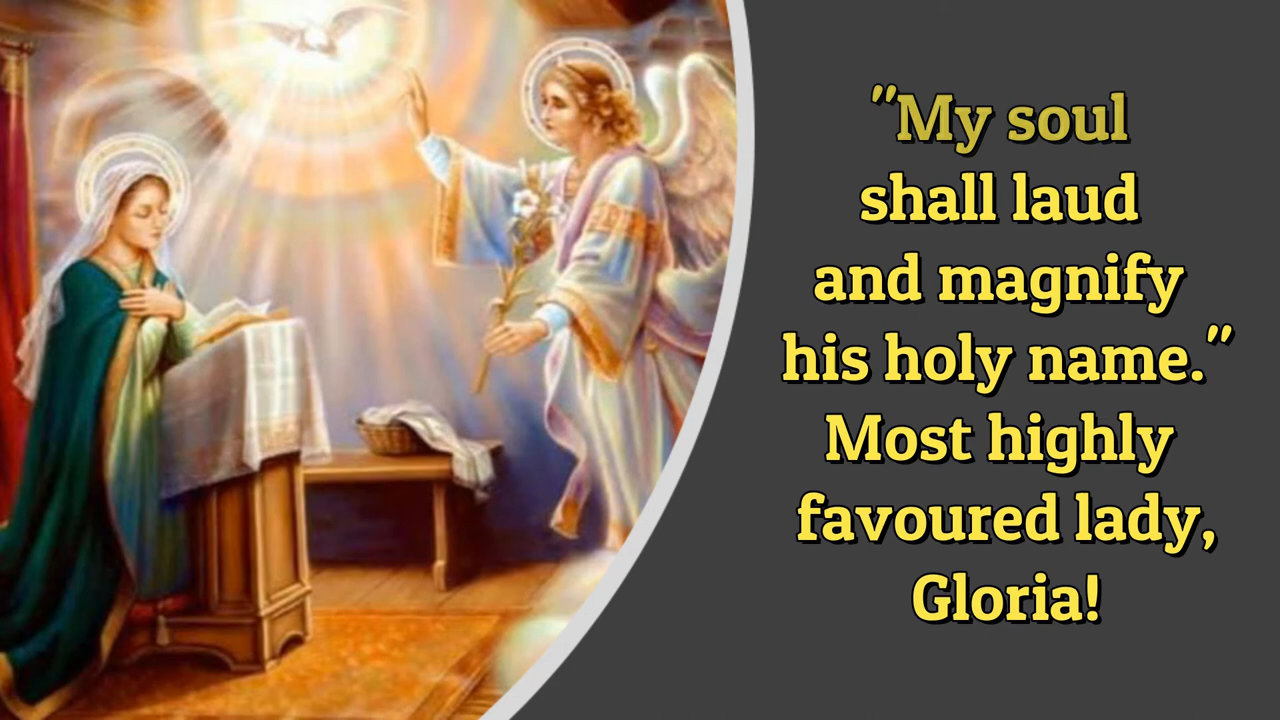 "My soul
shall laud
and magnify
his holy name."
Most highly
favoured lady,
Gloria!